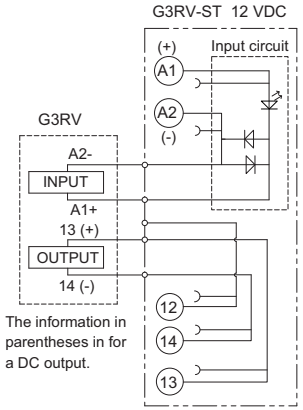 G3RV-ST 12 VDC
(+)
Input circuit
A1
A2
(-)
G3RV
A2-
INPUT
A1+
13 (+)
OUTPUT
14 (-)
12
14
13
The information in
parentheses in for
a DC output.